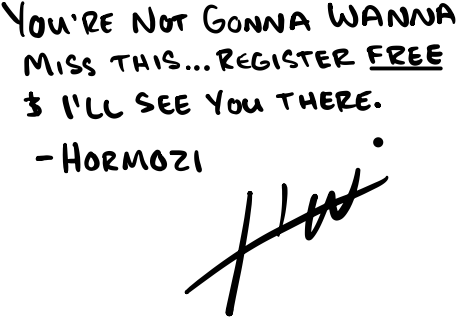 YOU'RE NOT GONNA WANNA
MISS THIS...REGISTER FREE
& I'LL SEE YOU THERE.
-HORMOZI